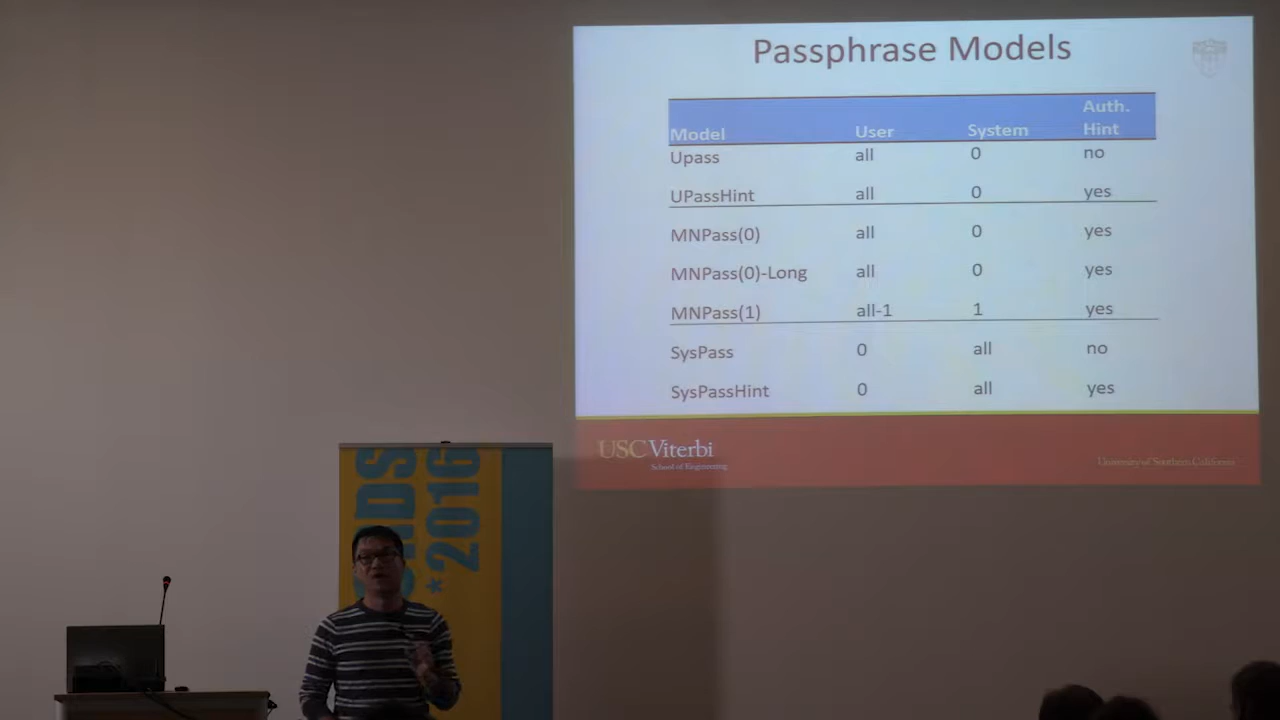 Passphrase Models
Model User System Auth. Hint
Upass all 0 no
UPassHint all 0 yes
MNPass(0) all 0 yes
MNPass(0)-Long all 0 yes
MNPass(1) all-1 1 yes
SysPass 0 all no
SysPassHint 0 all yes
USC Viterbi
School of Engineering
University of Southern California
*2016